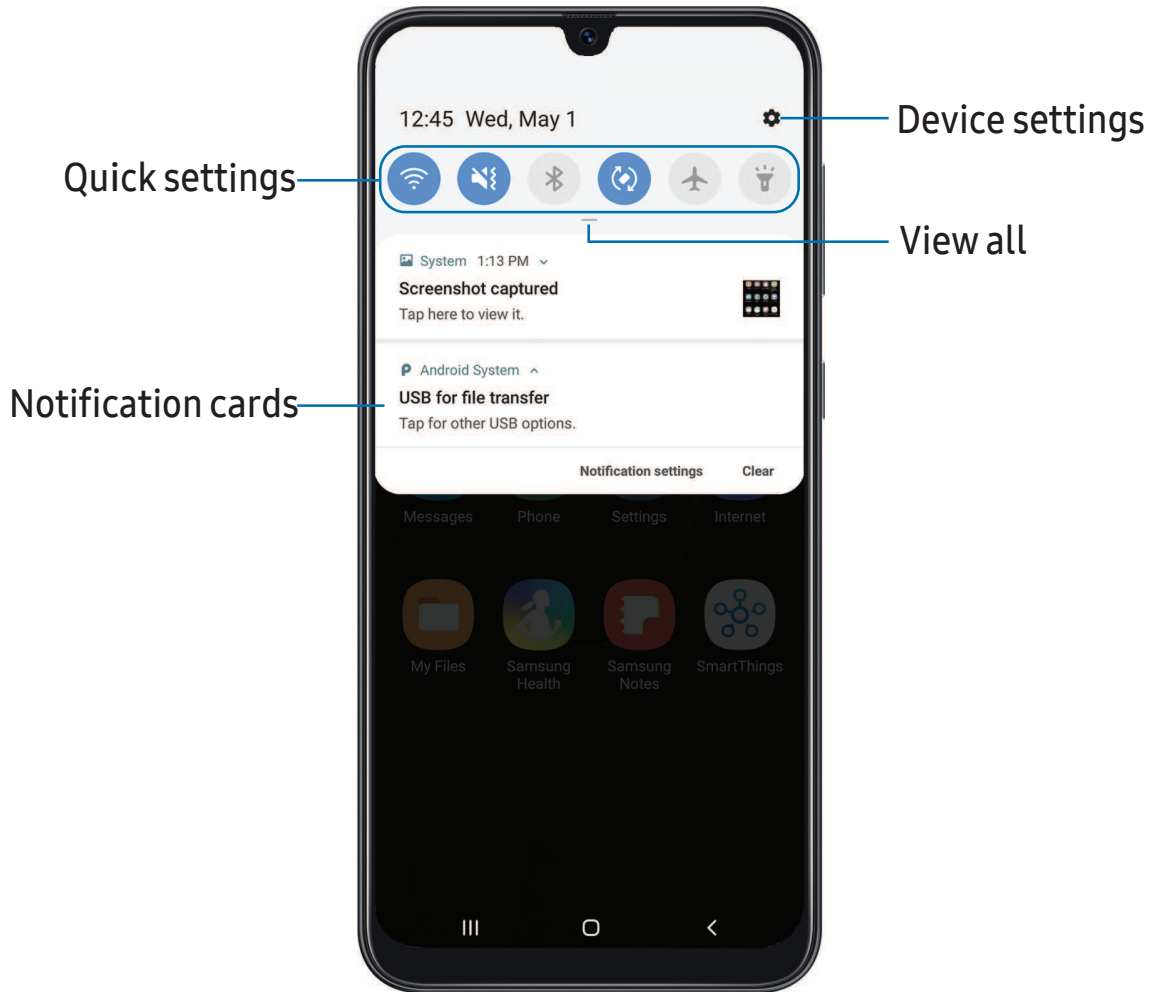 12:45 Wed, May 1
Device settings
Quick settings
View all
System 1:13 PM
Screenshot captured
Tap here to view it.
Android System
Notification cards
USB for file transfer
Tap for other USB options.
Notification settings Clear
Messages Phone Settings Internet
My Files Samsung Health Samsung Notes SmartThings